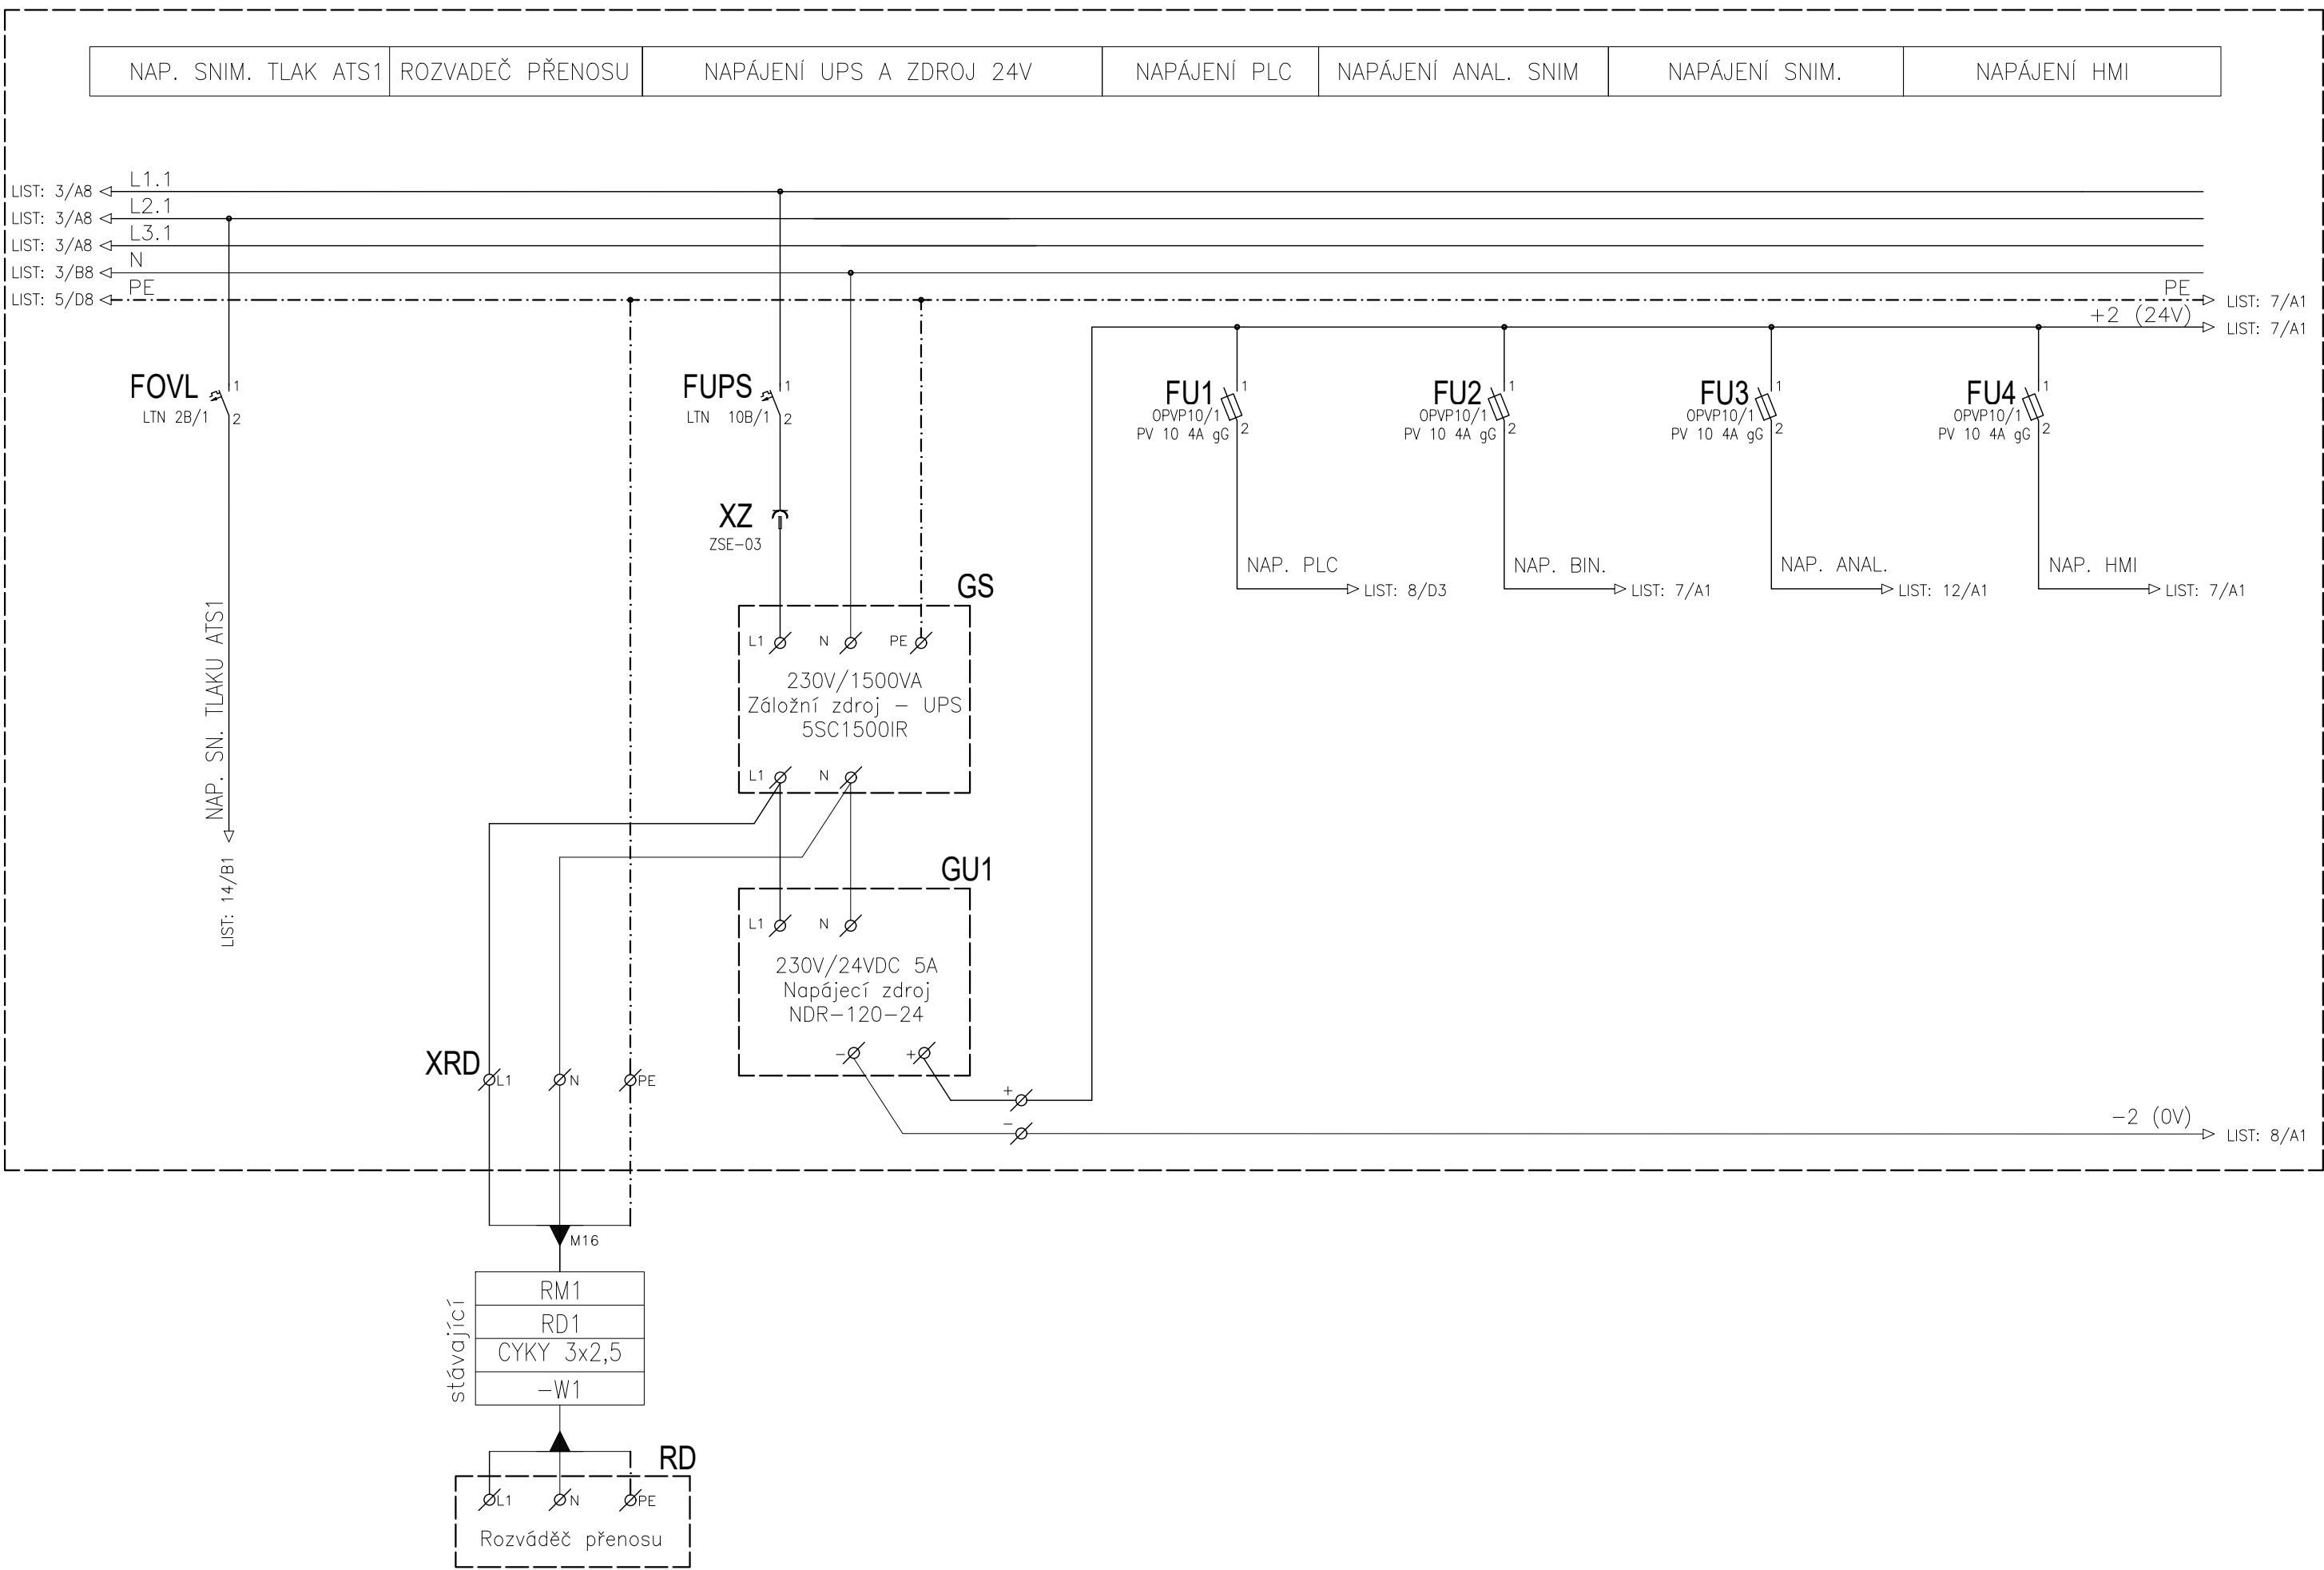 NAP. SNIM. TLAK ATS1
ROZVADEČ PŘENOSU
NAPÁJENÍ UPS A ZDROJ 24V
NAPÁJENÍ PLC
NAPÁJENÍ ANAL. SNIM
NAPÁJENÍ SNIM.
NAPÁJENÍ HMI
LIST: 3/A8
L1.1
LIST: 3/A8
L2.1
LIST: 3/A8
L3.1
LIST: 3/B8
N
LIST: 5/D8
PE
PE
LIST: 7/A1
+2 (24V)
LIST: 7/A1
FOVL
1
LTN 2B/1
2
FUPS
1
LTN 10B/1
2
FU1
1
OPVP10/1
PV 10 4A gG
2
FU2
1
OPVP10/1
PV 10 4A gG
2
FU3
1
OPVP10/1
PV 10 4A gG
2
FU4
1
OPVP10/1
PV 10 4A gG
2
XZ
ZSE-03
NAP. PLC
LIST: 8/D3
NAP. BIN.
LIST: 7/A1
NAP. ANAL.
LIST: 12/A1
NAP. HMI
LIST: 7/A1
NAP. SN. TLAKU ATS1
LIST: 14/B1
GS
L1
N
PE
230V/1500VA
Záložní zdroj – UPS
5SC1500IR
L1
N
GU1
L1
N
230V/24VDC 5A
Napájecí zdroj
NDR-120-24
-
+
XRD
L1
N
PE
+
-
-2 (0V)
LIST: 8/A1
M16
stávající
RM1
RD1
CYKY 3x2,5
-W1
RD
L1
N
PE
Rozváděč přenosu